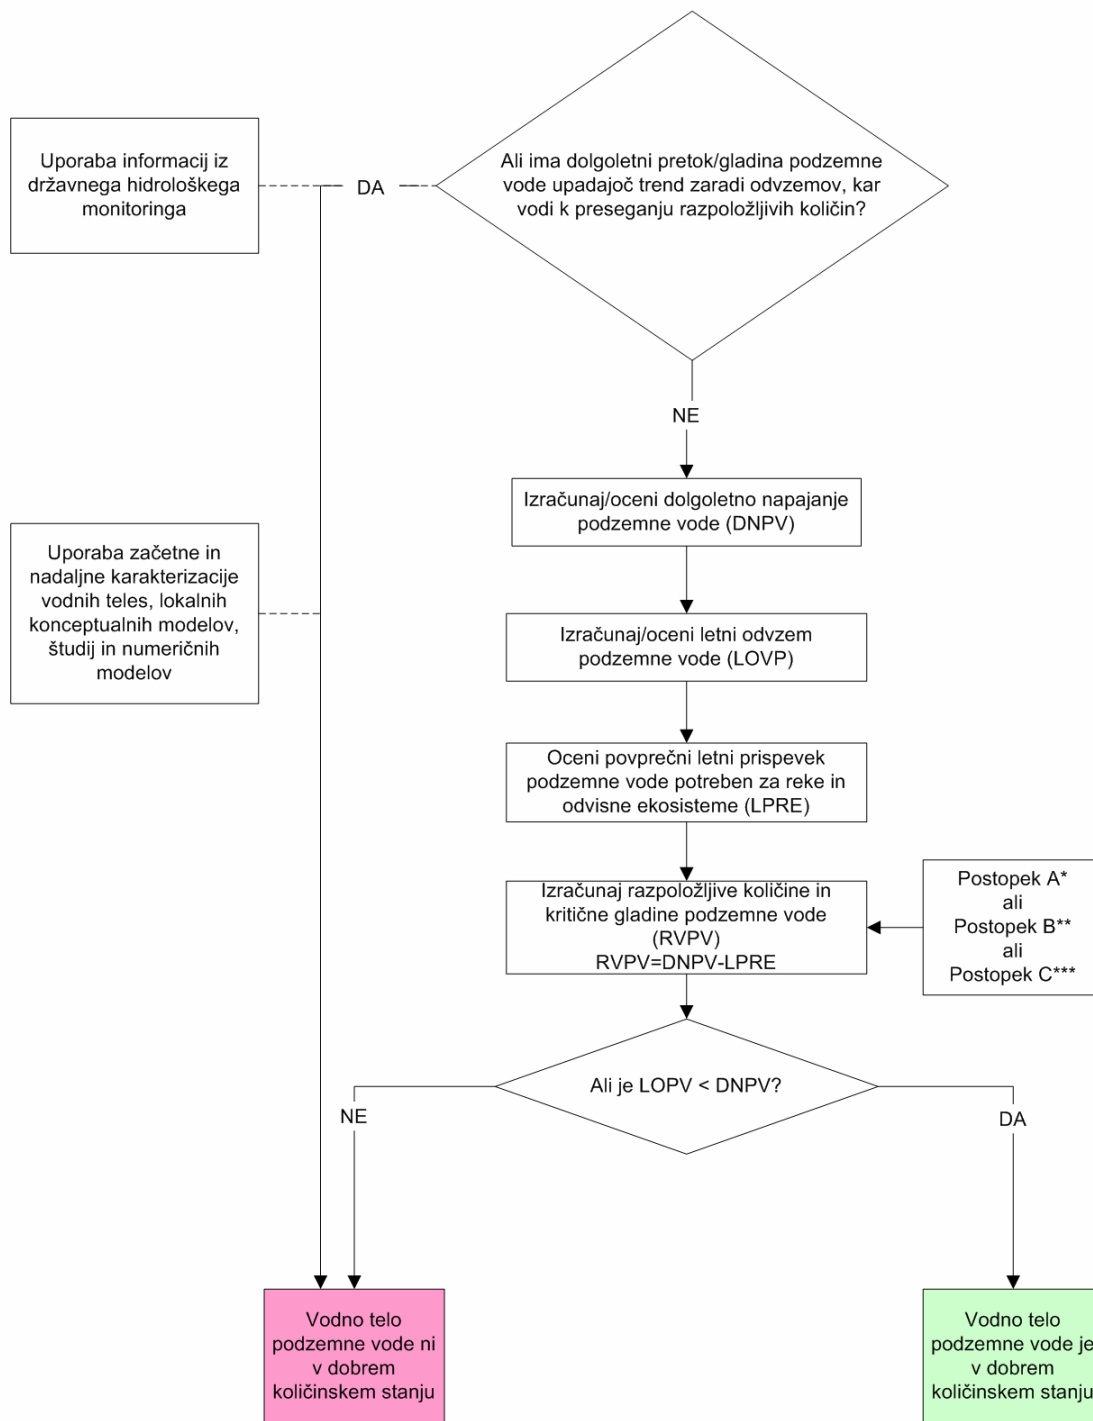 Ali ima dolgoletni pretok/gladina podzemne
vode upadajoč trend zaradi odvzemov, kar
vodi k preseganju razpoložljivih količin?
Uporaba informacij iz
državnega hidrološkega
monitoringa
DA
NE
Izračunaj/oceni dolgoletno napajanje
podzemne vode (DNPV)
Uporaba začetne in
nadaljne karakterizacije
vodnih teles, lokalnih
konceptualnih modelov,
študij in numeričnih
modelov
Izračunaj/oceni letni odvzem
podzemne vode (LOVP)
Oceni povprečni letni prispevek
podzemne vode potreben za reke in
odvisne ekosisteme (LPRE)
Izračunaj razpoložljive količine in
kritične gladine podzemne vode
(RVPV)
RVPV=DNPV-LPRE
Postopek A*
ali
Postopek B**
ali
Postopek C***
Ali je LOPV < DNPV?
NE
DA
Vodno telo
podzemne vode ni
v dobrem
količinskem stanju
Vodno telo
podzemne vode je
v dobrem
količinskem stanju